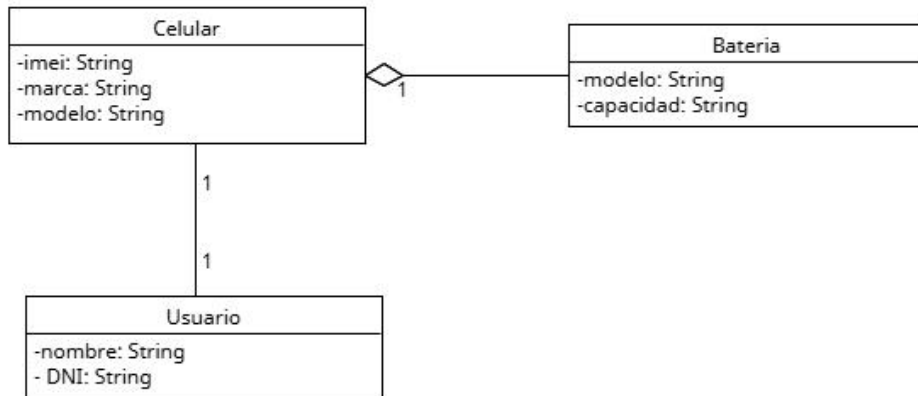 Celular
-imei: String
-marca: String
-modelo: String
1
Bateria
-modelo: String
-capacidad: String
1
1
Usuario
-nombre: String
- DNI: String